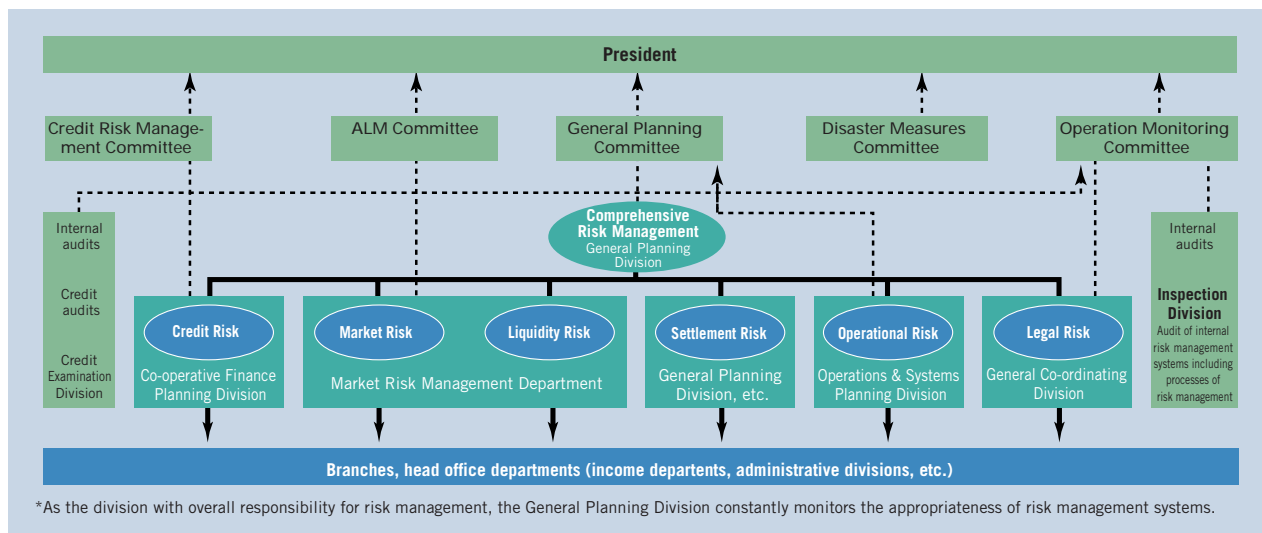 President
Credit Risk Manage-
ment Committee
ALM Committee
General Planning
Committee
Disaster Measures
Committee
Operation Monitoring
Committee
Comprehensive
Risk Management
General Planning
Division
Internal
audits
Credit
audits
Credit
Examination
Division
Internal
audits
Inspection
Division
Audit of internal
risk management
systems including
processes of
risk management
Credit Risk
Co-operative Finance
Planning Division
Market Risk
Liquidity Risk
Market Risk Management Department
Settlement Risk
General Planning
Division, etc.
Operational Risk
Operations & Systems
Planning Division
Legal Risk
General Co-ordinating
Division
Branches, head office departments (income departents, administrative divisions, etc.)
*As the division with overall responsibility for risk management, the General Planning Division constantly monitors the appropriateness of risk management systems.